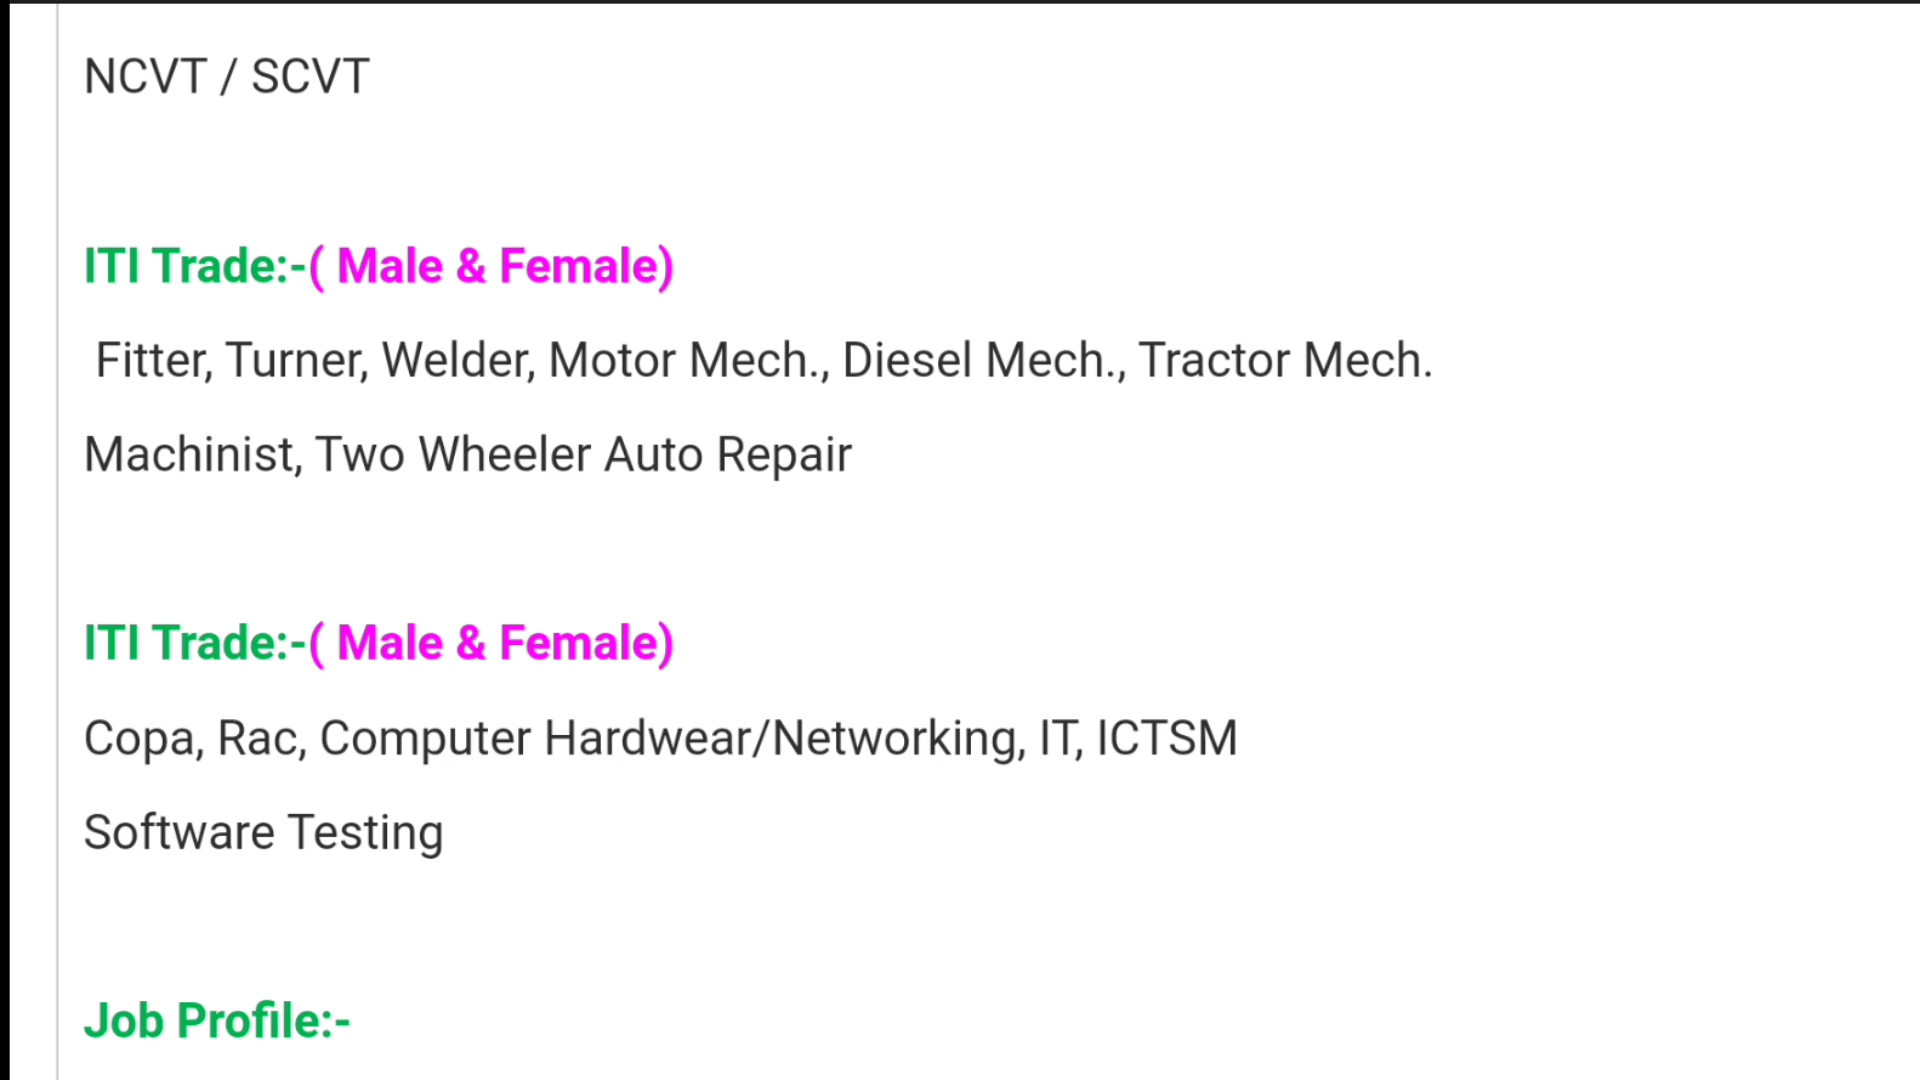 NCVT / SCVT
ITI Trade:-( Male & Female)
Fitter, Turner, Welder, Motor Mech., Diesel Mech., Tractor Mech.
Machinist, Two Wheeler Auto Repair
ITI Trade:-( Male & Female)
Copa, Rac, Computer Hardwear/Networking, IT, ICTSM
Software Testing
Job Profile:-